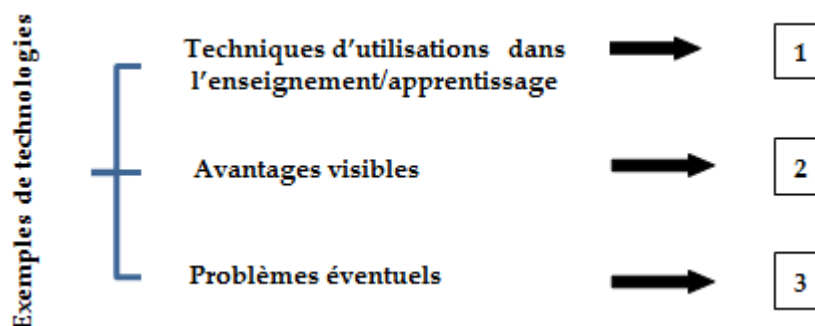 Exemples de technologies
Techniques d’utilisations dans
l’enseignement/apprentissage
1
Avantages visibles
2
Problèmes éventuels
3